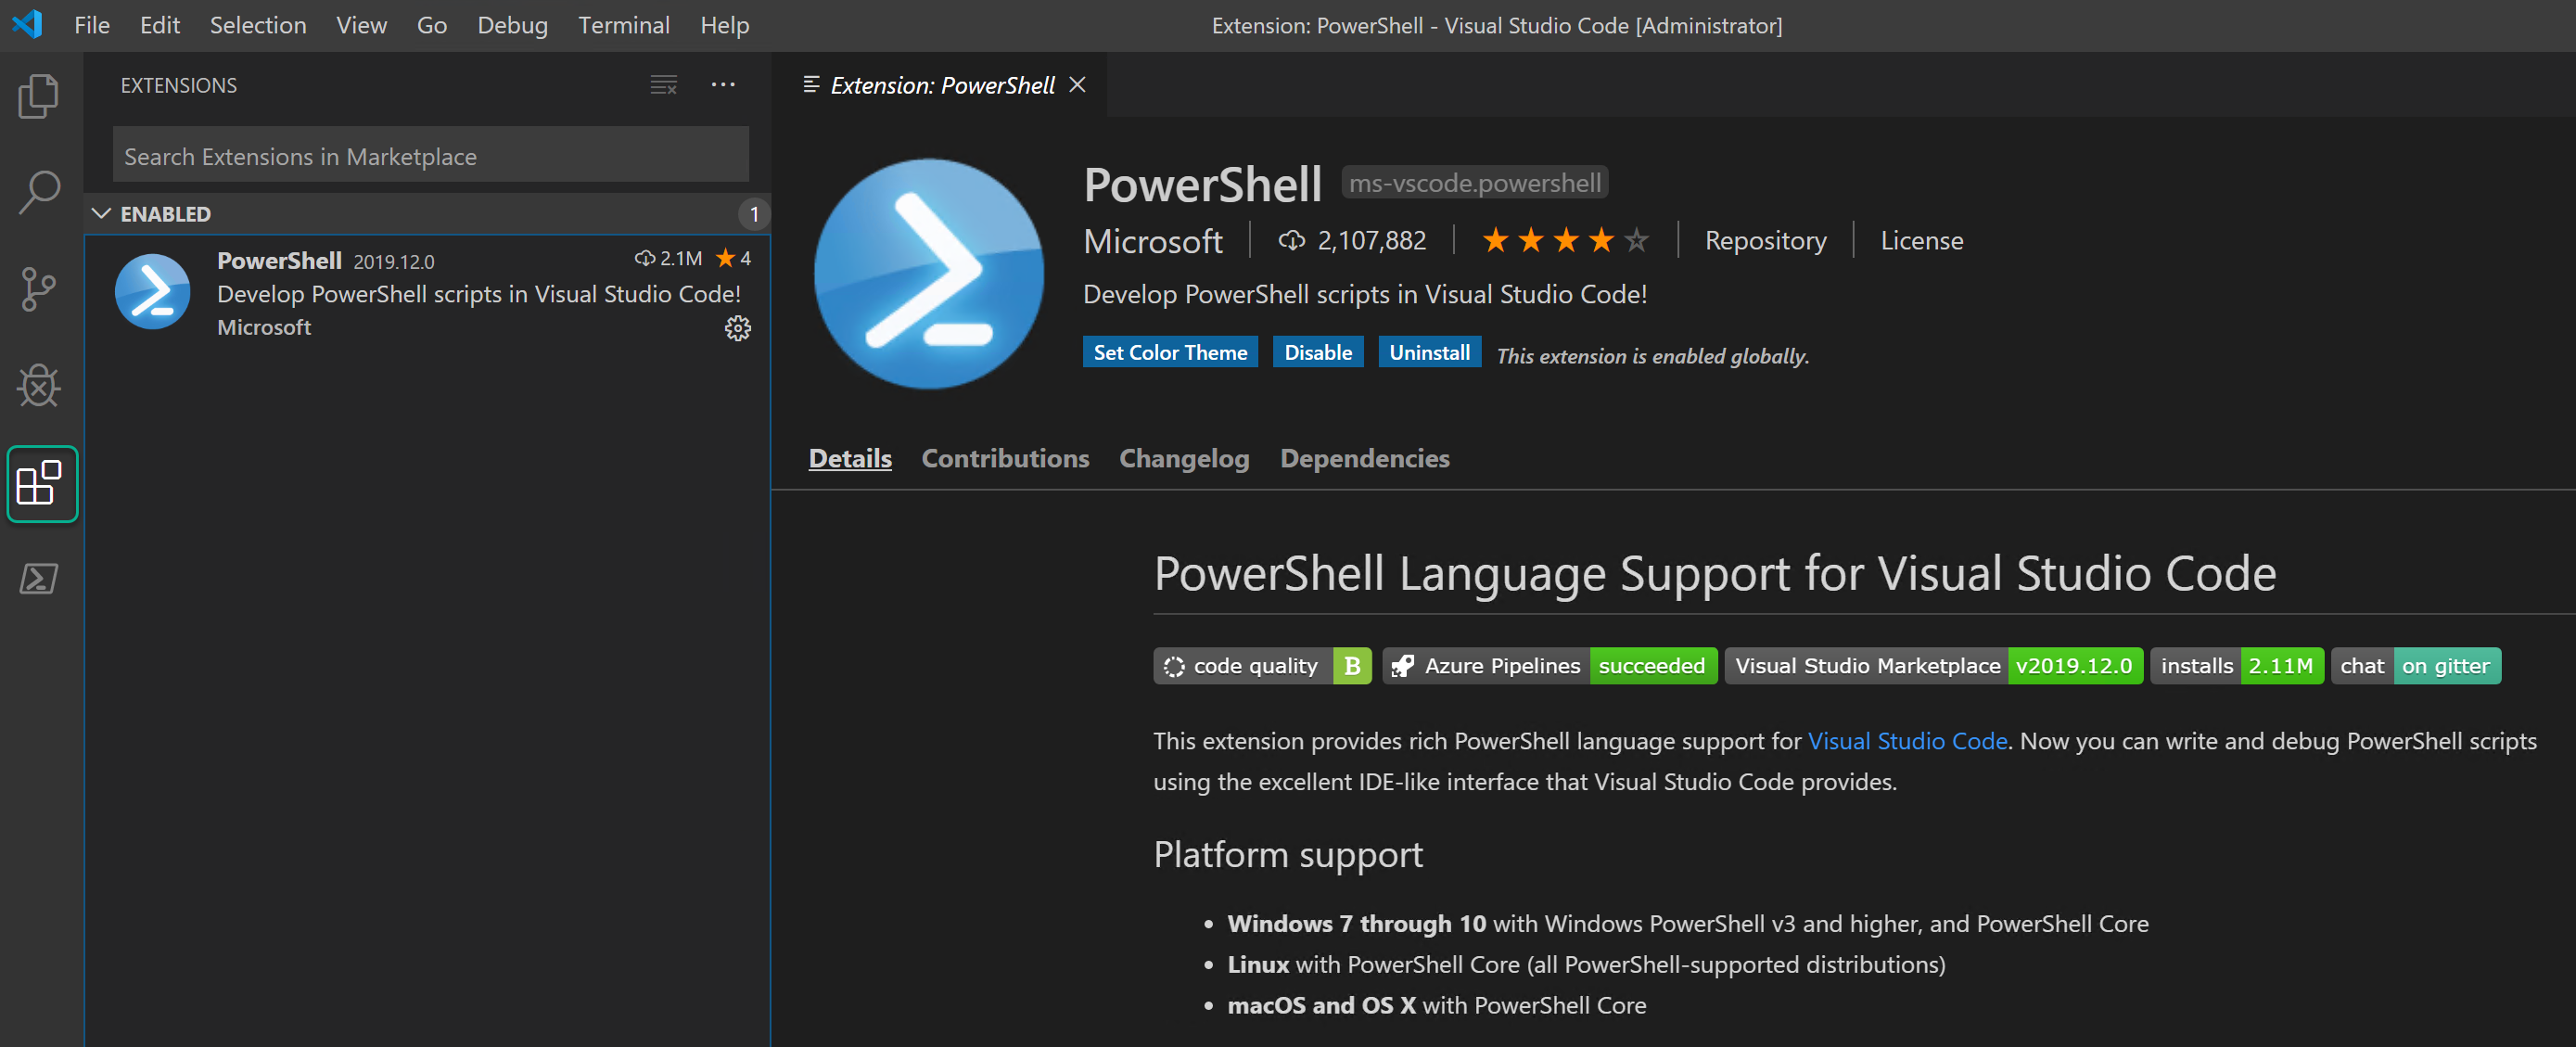 File Edit Selection View Go Debug Terminal Help
Extension: PowerShell - Visual Studio Code [Administrator]
EXTENSIONS
Search Extensions in Marketplace
ENABLED 1
PowerShell 2019.12.0 2.1M 4
Develop PowerShell scripts in Visual Studio Code!
Microsoft
Extension: PowerShell
PowerShell ms-vscode.powershell
Microsoft 2,107,882 Repository License
Develop PowerShell scripts in Visual Studio Code!
Set Color Theme Disable Uninstall This extension is enabled globally.
Details Contributions Changelog Dependencies
PowerShell Language Support for Visual Studio Code
code quality B Azure Pipelines succeeded Visual Studio Marketplace v2019.12.0 installs 2.11M chat on gitter
This extension provides rich PowerShell language support for Visual Studio Code. Now you can write and debug PowerShell scripts
using the excellent IDE-like interface that Visual Studio Code provides.
Platform support
• Windows 7 through 10 with Windows PowerShell v3 and higher, and PowerShell Core
• Linux with PowerShell Core (all PowerShell-supported distributions)
• macOS and OS X with PowerShell Core